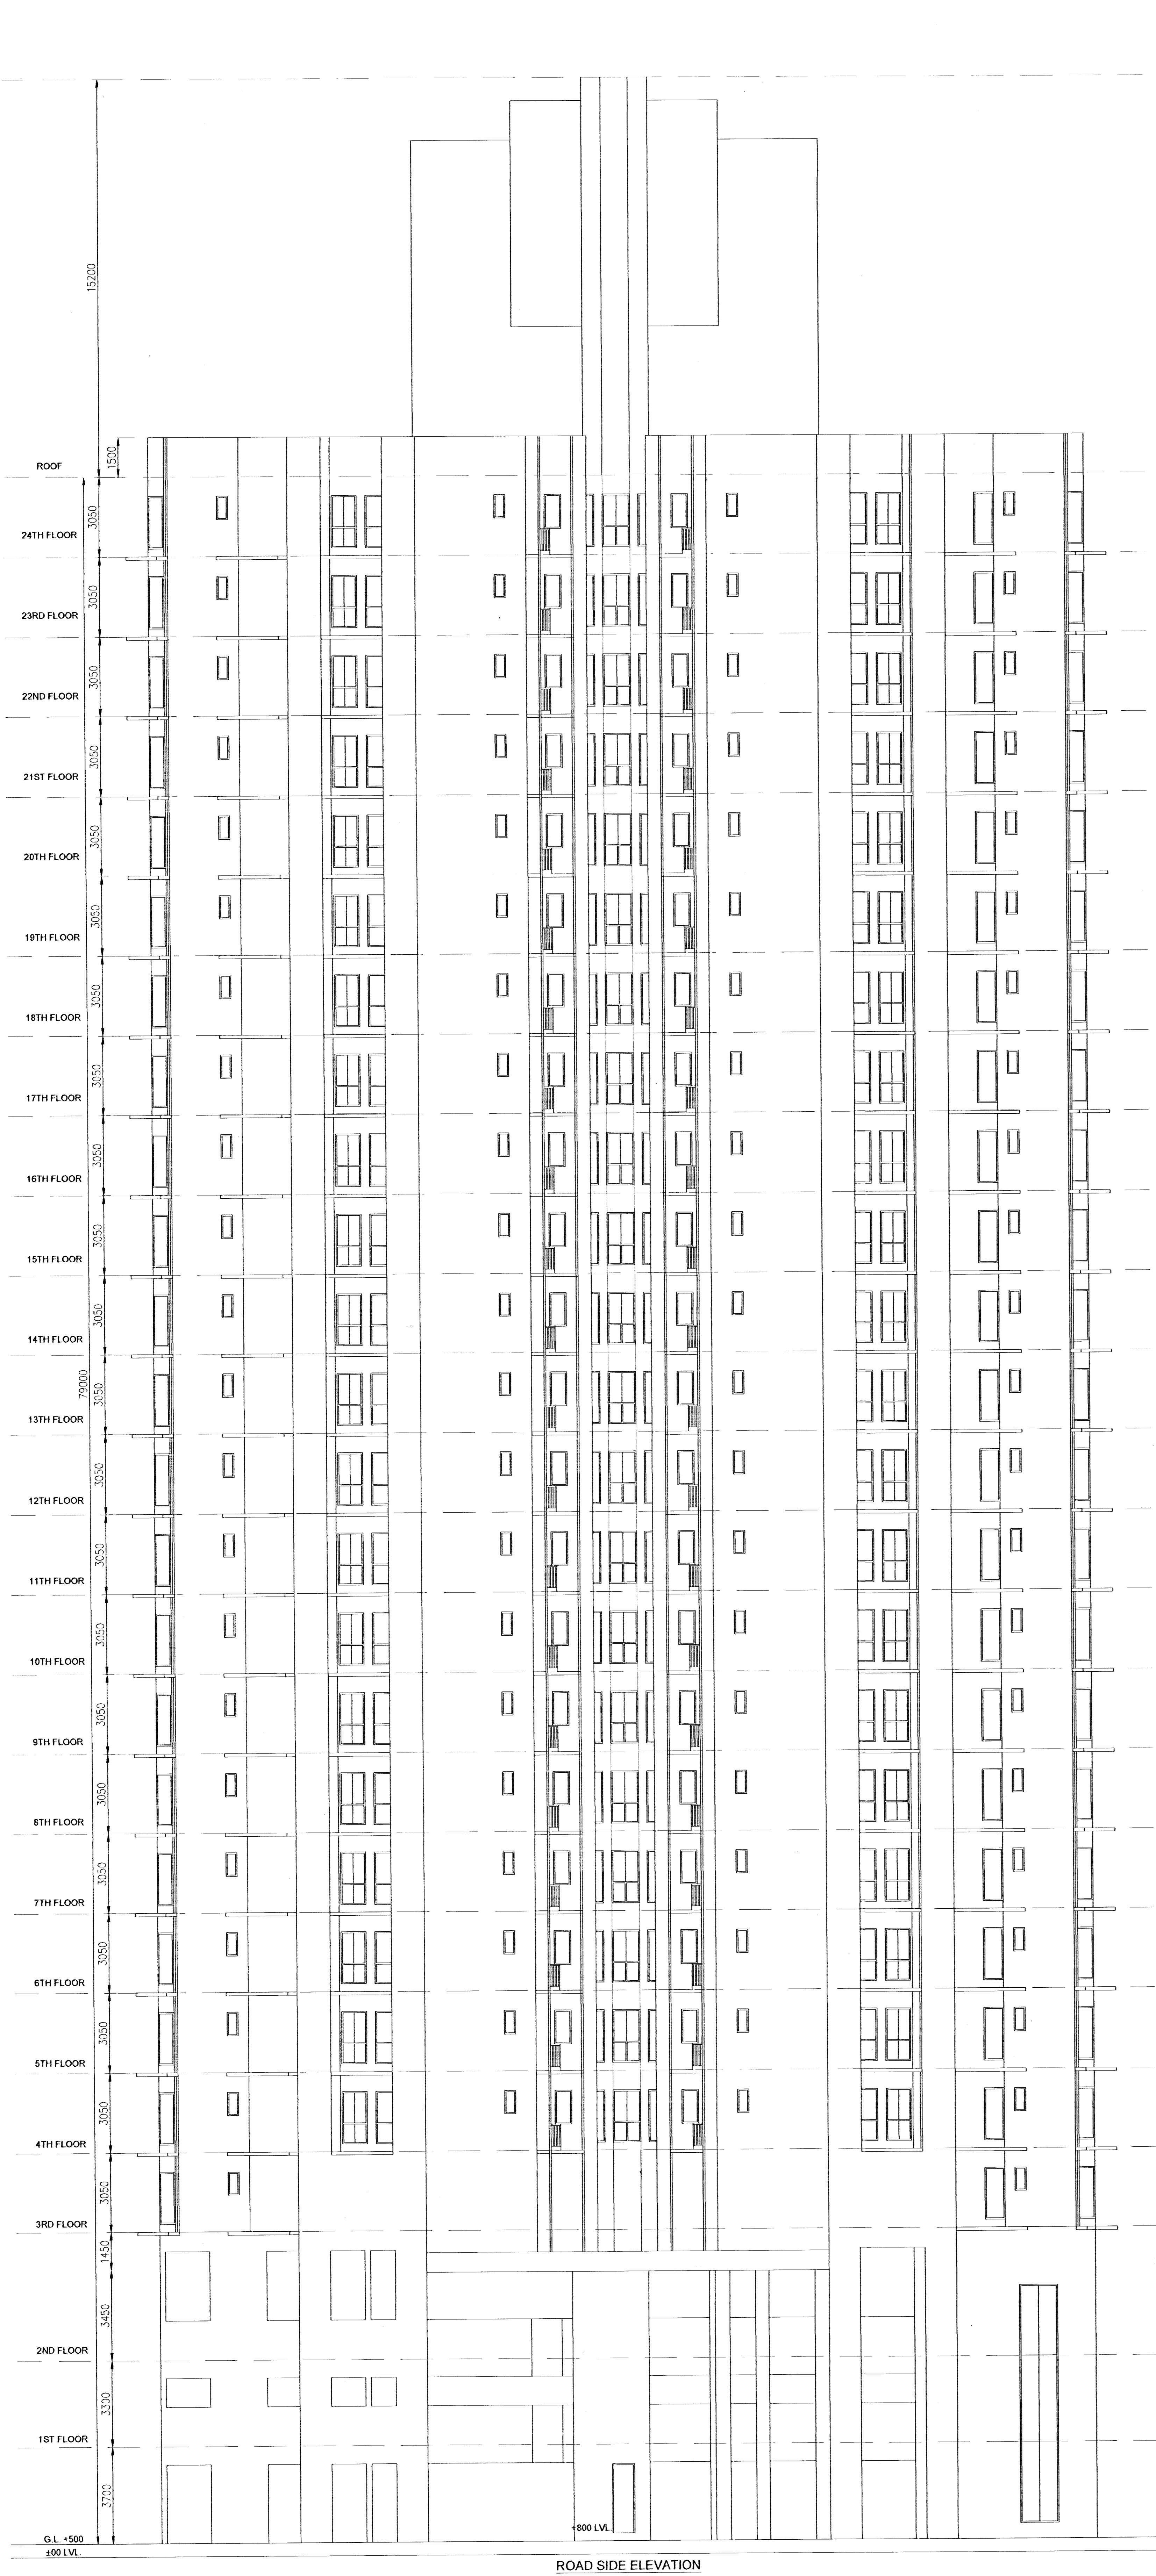 15200
1500
ROOF
3050
24TH FLOOR
3050
23RD FLOOR
3050
22ND FLOOR
3050
21ST FLOOR
3050
20TH FLOOR
3050
19TH FLOOR
3050
18TH FLOOR
3050
17TH FLOOR
3050
16TH FLOOR
3050
15TH FLOOR
3050
14TH FLOOR
79000
3050
13TH FLOOR
3050
12TH FLOOR
3050
11TH FLOOR
3050
10TH FLOOR
3050
9TH FLOOR
3050
8TH FLOOR
3050
7TH FLOOR
3050
6TH FLOOR
3050
5TH FLOOR
3050
4TH FLOOR
3050
3RD FLOOR
1450
3450
2ND FLOOR
3300
1ST FLOOR
3700
+800 LVL.
G.L. +500
±00 LVL.
ROAD SIDE ELEVATION